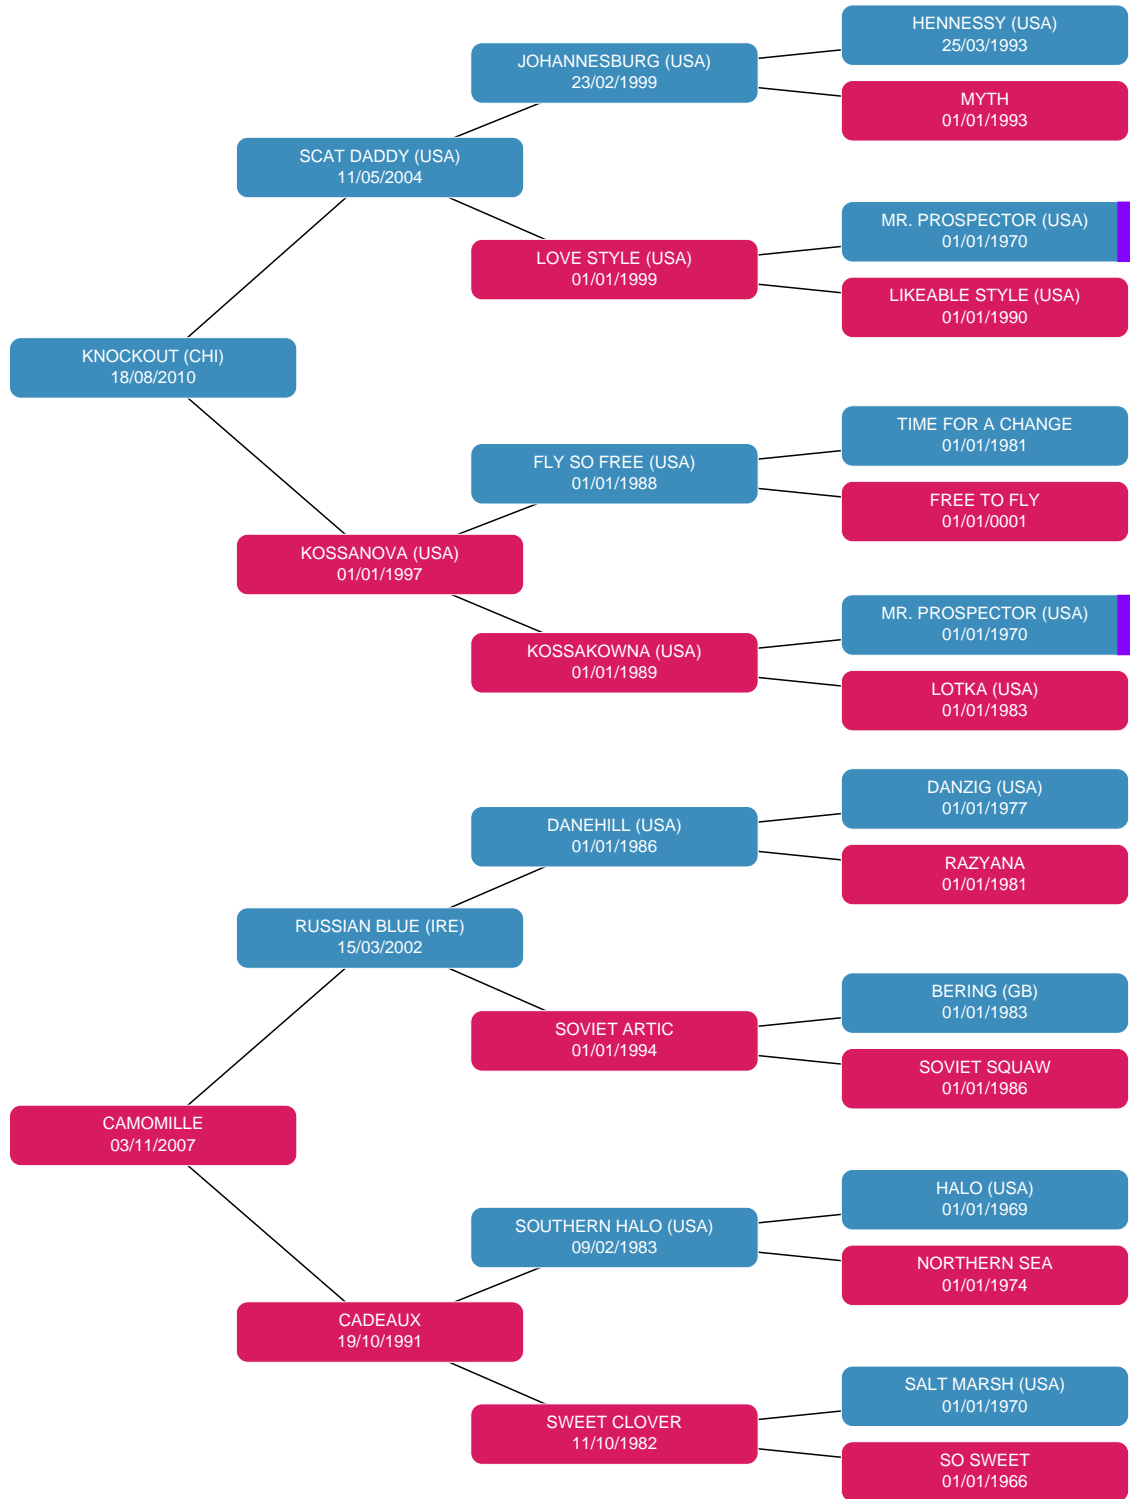 HENNESSY (USA)
25/03/1993
JOHANNESBURG (USA)
23/02/1999
MYTH
01/01/1993
SCAT DADDY (USA)
11/05/2004
MR. PROSPECTOR (USA)
01/01/1970
LOVE STYLE (USA)
01/01/1999
LIKEABLE STYLE (USA)
01/01/1990
KNOCKOUT (CHI)
18/08/2010
TIME FOR A CHANGE
01/01/1981
FLY SO FREE (USA)
01/01/1988
FREE TO FLY
01/01/0001
KOSSANOVA (USA)
01/01/1997
MR. PROSPECTOR (USA)
01/01/1970
KOSSAKOWNA (USA)
01/01/1989
LOTKA (USA)
01/01/1983
DANZIG (USA)
01/01/1977
DANEHILL (USA)
01/01/1986
RAZYANA
01/01/1981
RUSSIAN BLUE (IRE)
15/03/2002
BERING (GB)
01/01/1983
SOVIET ARTIC
01/01/1994
SOVIET SQUAW
01/01/1986
CAMOMILLE
03/11/2007
HALO (USA)
01/01/1969
SOUTHERN HALO (USA)
09/02/1983
NORTHERN SEA
01/01/1974
CADEAUX
19/10/1991
SALT MARSH (USA)
01/01/1970
SWEET CLOVER
11/10/1982
SO SWEET
01/01/1966